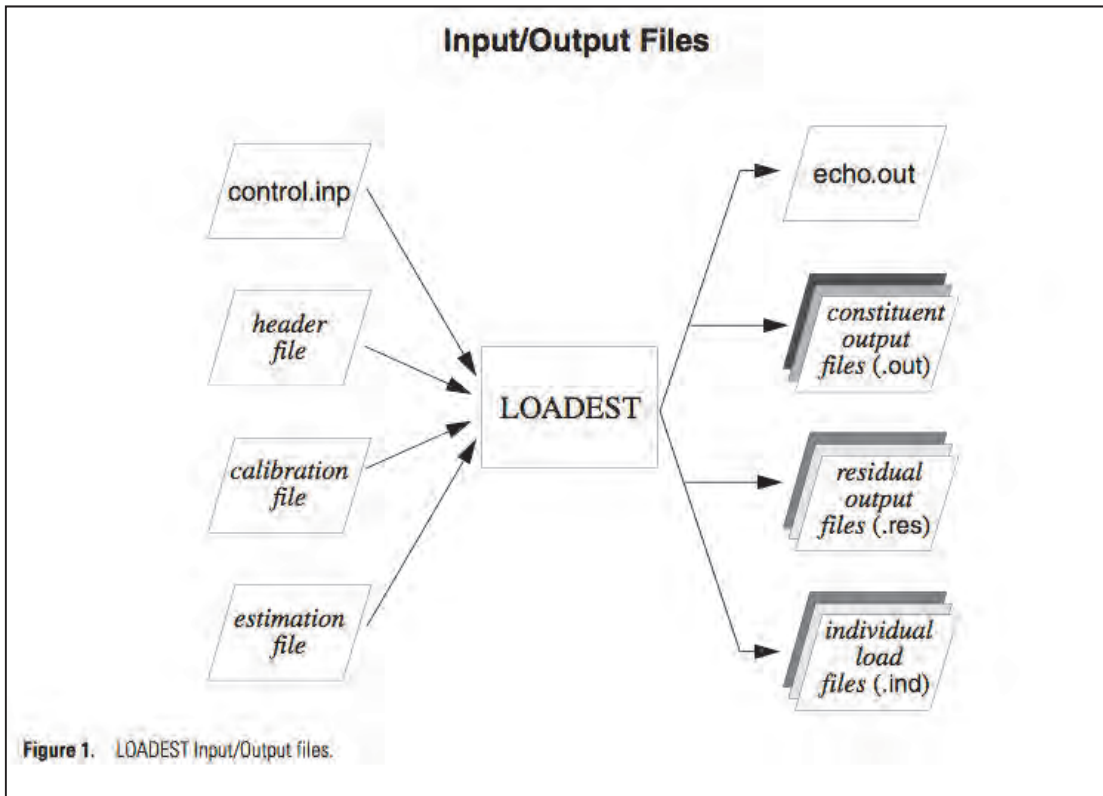 Input/Output Files
control.inp
header
file
calibration
file
estimation
file
LOADEST
echo.out
constituent
output
files (.out)
residual
output
files (.res)
individual
load
files (.ind)
Figure 1. LOADEST Input/Output files.